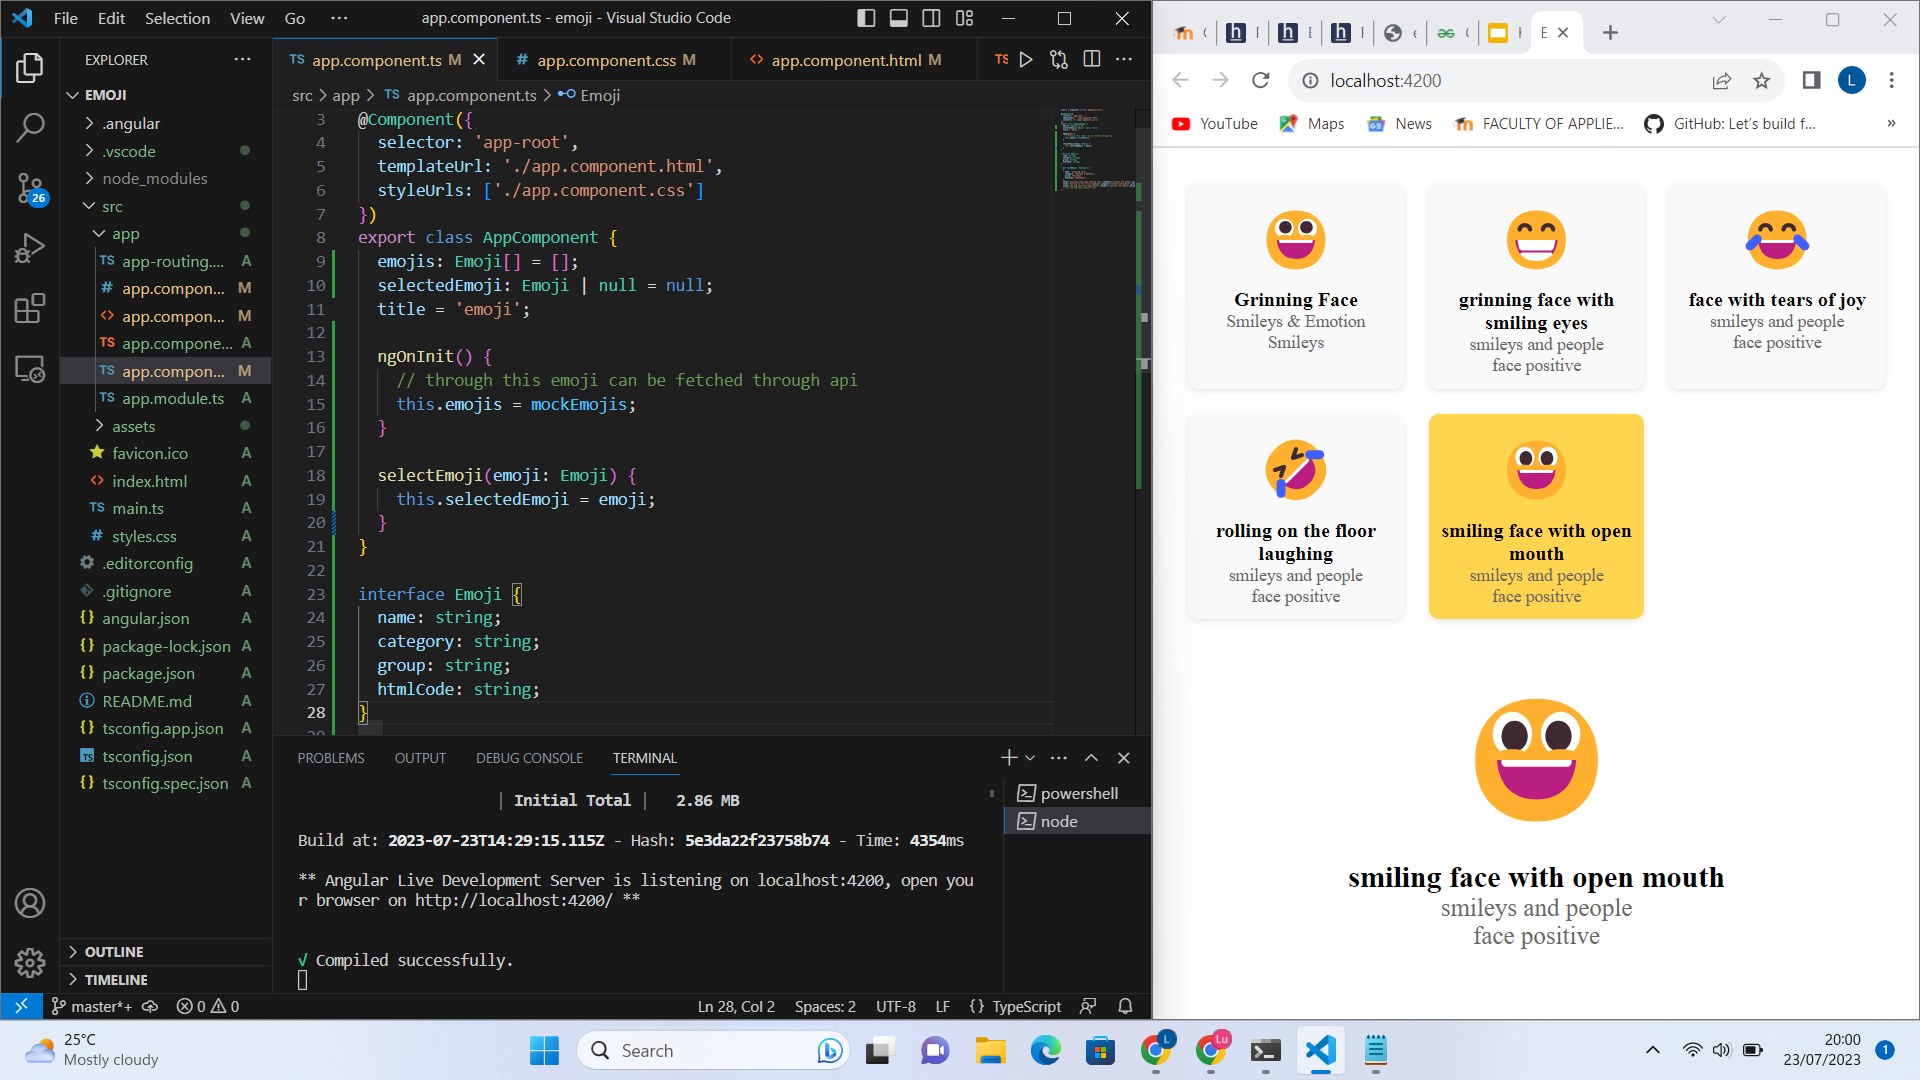 File Edit Selection View Go ··· app.component.ts - emoji - Visual Studio Code
EXPLORER
EMOJI
.angular
.vscode
node_modules
src
app
TS app-routing.... A
# app.compon... M
<> app.compon... M
TS app.compone... A
TS app.compon... M
TS app.module.ts A
assets
favicon.ico A
<> index.html A
TS main.ts A
# styles.css A
.editorconfig A
.gitignore A
{} angular.json A
{} package-lock.json A
{} package.json A
README.md A
{} tsconfig.app.json A
TS tsconfig.json A
{} tsconfig.spec.json A
OUTLINE
TIMELINE
26
TS app.component.ts M
# app.component.css M
<> app.component.html M
TS
src > app > TS app.component.ts > Emoji
3 @Component({
4 selector: 'app-root',
5 templateUrl: './app.component.html',
6 styleUrls: ['./app.component.css']
7 })
8 export class AppComponent {
9 emojis: Emoji[] = [];
10 selectedEmoji: Emoji | null = null;
11 title = 'emoji';
12
13 ngOnInit() {
14 // through this emoji can be fetched through api
15 this.emojis = mockEmojis;
16 }
17
18 selectEmoji(emoji: Emoji) {
19 this.selectedEmoji = emoji;
20 }
21 }
22
23 interface Emoji {
24 name: string;
25 category: string;
26 group: string;
27 htmlCode: string;
28 }
PROBLEMS OUTPUT DEBUG CONSOLE TERMINAL
| Initial Total | 2.86 MB
Build at: 2023-07-23T14:29:15.115Z - Hash: 5e3da22f23758b74 - Time: 4354ms
** Angular Live Development Server is listening on localhost:4200, open you
r browser on http://localhost:4200/ **
√ Compiled successfully.
powershell
node
master*+ 0 0 Ln 28, Col 2 Spaces: 2 UTF-8 LF {} TypeScript
E
localhost:4200
L
YouTube Maps News FACULTY OF APPLIE... GitHub: Let's build f... »
Grinning Face
Smileys & Emotion
Smileys
grinning face with
smiling eyes
smileys and people
face positive
face with tears of joy
smileys and people
face positive
rolling on the floor
laughing
smileys and people
face positive
smiling face with open
mouth
smileys and people
face positive
smiling face with open mouth
smileys and people
face positive
25°C
Mostly cloudy
Search
L
Lu
20:00
23/07/2023
1